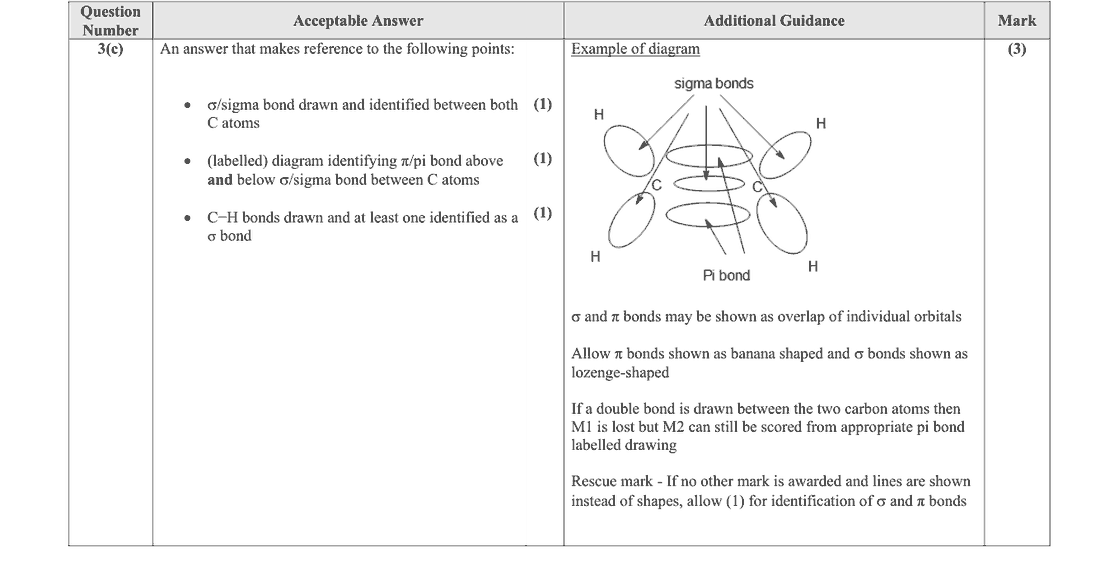 Question Number
Acceptable Answer
Additional Guidance
Mark
3(c)
An answer that makes reference to the following points:
• σ/sigma bond drawn and identified between both (1)
C atoms
• (labelled) diagram identifying π/pi bond above (1)
and below σ/sigma bond between C atoms
• C−H bonds drawn and at least one identified as a (1)
σ bond
Example of diagram
sigma bonds
H
H
C
C
H
H
Pi bond
σ and π bonds may be shown as overlap of individual orbitals
Allow π bonds shown as banana shaped and σ bonds shown as
lozenge-shaped
If a double bond is drawn between the two carbon atoms then
M1 is lost but M2 can still be scored from appropriate pi bond
labelled drawing
Rescue mark - If no other mark is awarded and lines are shown
instead of shapes, allow (1) for identification of σ and π bonds
(3)